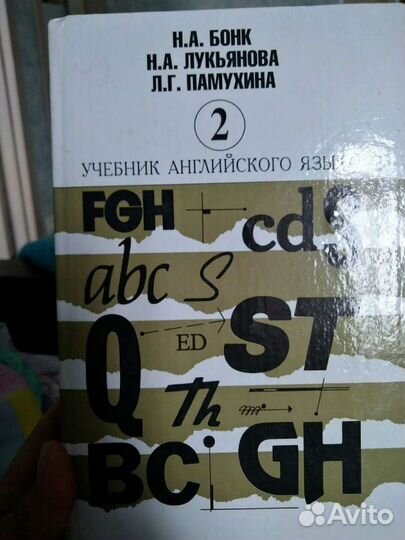 Н.А. БОНК
Н.А. ЛУКЬЯНОВА
Л.Г. ПАМУХИНА
2
УЧЕБНИК АНГЛИЙСКОГО
FGH
cdS
abc S
Q
ED
ST
Th
BC
GH
Avito